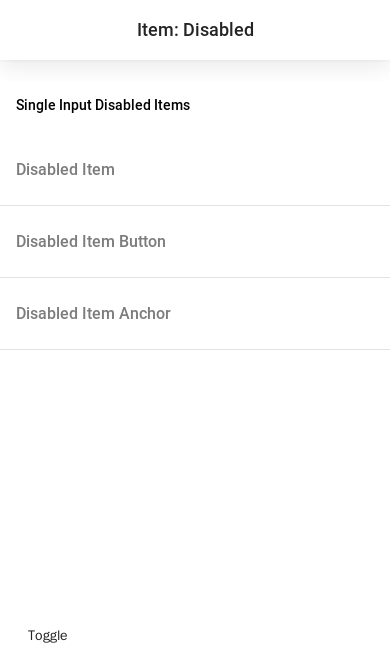 Item: Disabled
Single Input Disabled Items
Disabled Item
Disabled Item Button
Disabled Item Anchor
Toggle